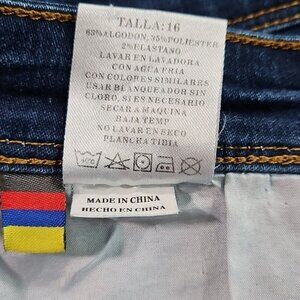 TALLA:16
63%ALGODON, 35%POLIESTER
2%ELASTANO
LAVAR EN LAVADORA
CON AGUA FRIA
CON COLORES SIMILARES
USAR BLANQUEADOR SIN
CLORO, SI ES NECESARIO
SECAR A MAQUINA
BAJA TEMP
NO LAVAR EN SECO
PLANCHA TIBIA
MADE IN CHINA
HECHO EN CHINA